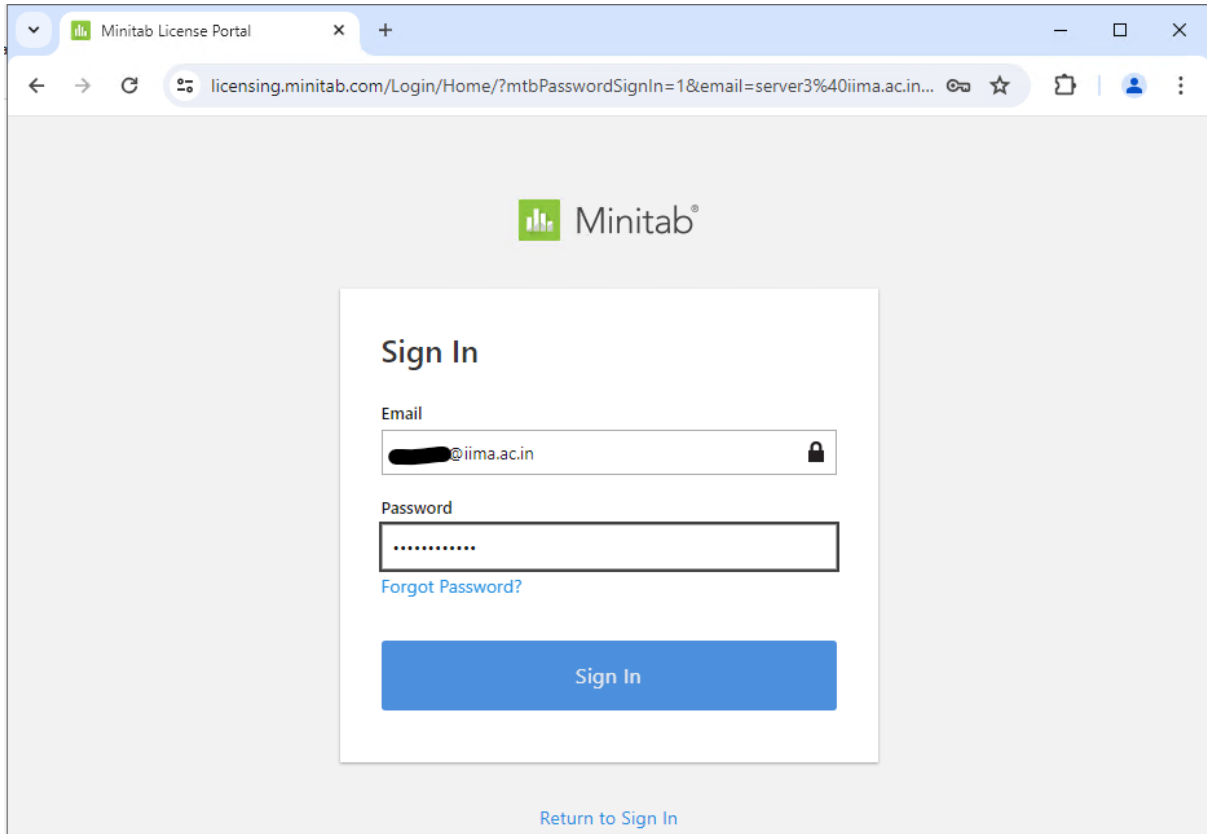 Minitab License Portal
licensing.minitab.com/Login/Home/?mtbPasswordSignIn=1&email=server3%40iima.ac.in...
Minitab®
Sign In
Email
@iima.ac.in
Password
••••••••••••
Forgot Password?
Sign In
Return to Sign In